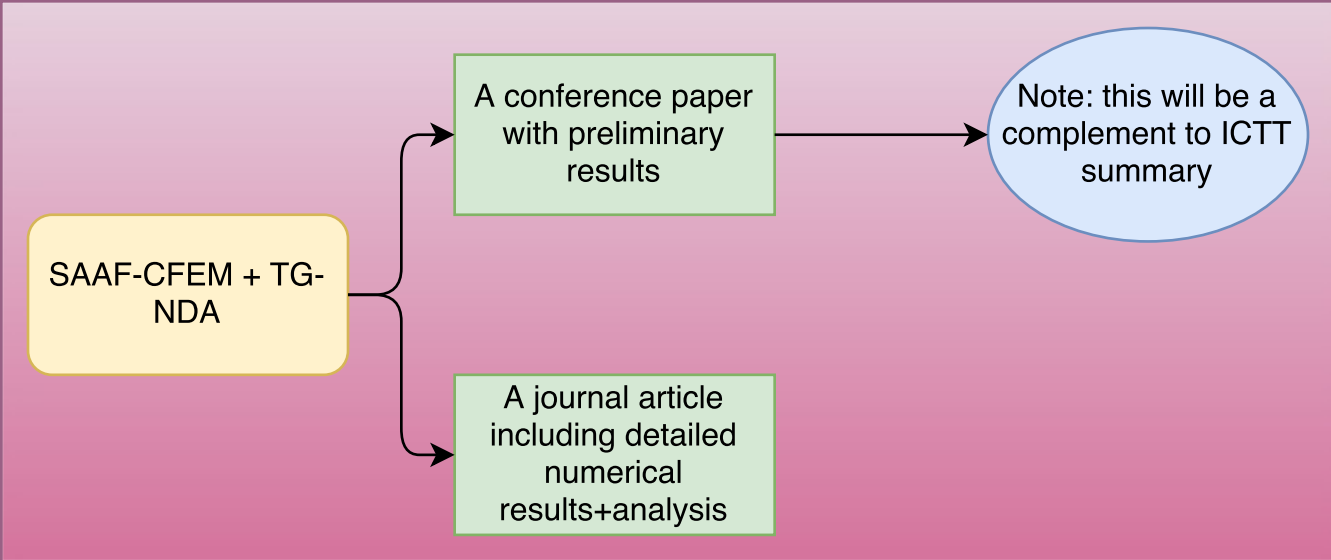 A conference paper
with preliminary
results
Note: this will be a
complement to ICTT
summary
SAAF-CFEM + TG-
NDA
A journal article
including detailed
numerical
results+analysis